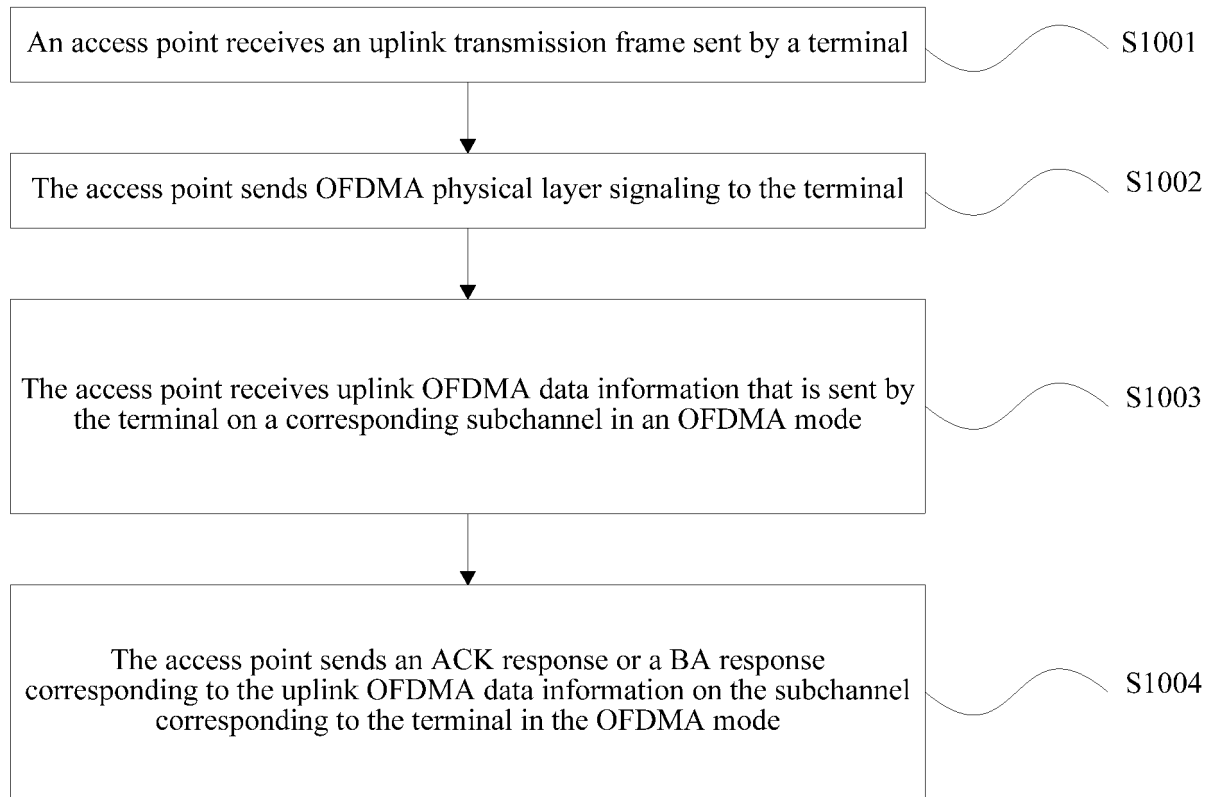 An access point receives an uplink transmission frame sent by a terminal
S1001
The access point sends OFDMA physical layer signaling to the terminal
S1002
The access point receives uplink OFDMA data information that is sent by
the terminal on a corresponding subchannel in an OFDMA mode
S1003
The access point sends an ACK response or a BA response
corresponding to the uplink OFDMA data information on the subchannel
corresponding to the terminal in the OFDMA mode
S1004